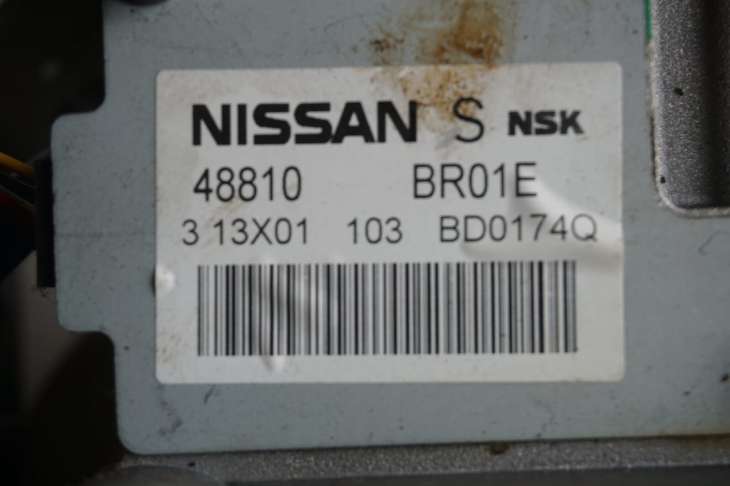 NISSAN S NSK
48810 BR01E
3 13X01 103 BD0174Q